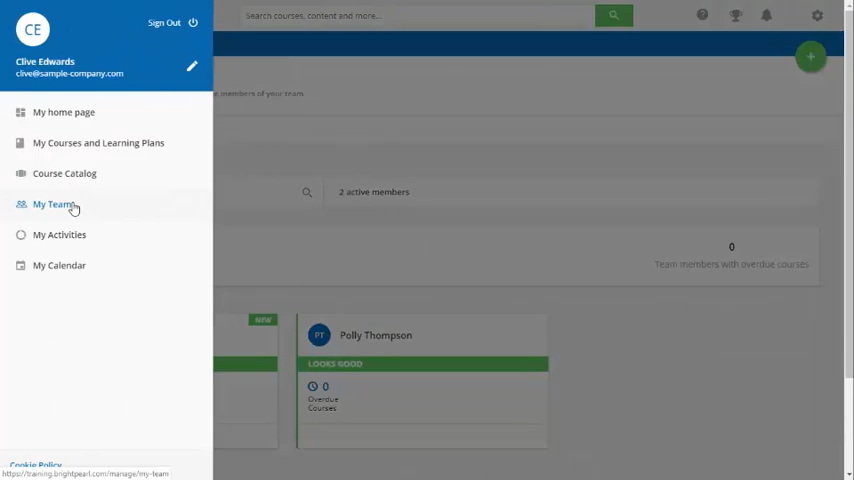 CE
Sign Out
Clive Edwards
clive@sample-company.com
Search courses, content and more...
e members of your team.
My home page
My Courses and Learning Plans
Course Catalog
My Team
My Activities
My Calendar
2 active members
0
Team members with overdue courses
NEW
PT Polly Thompson
LOOKS GOOD
0
Overdue
Courses
Cookie Policy
https://training.brightpearl.com/manage/my-team